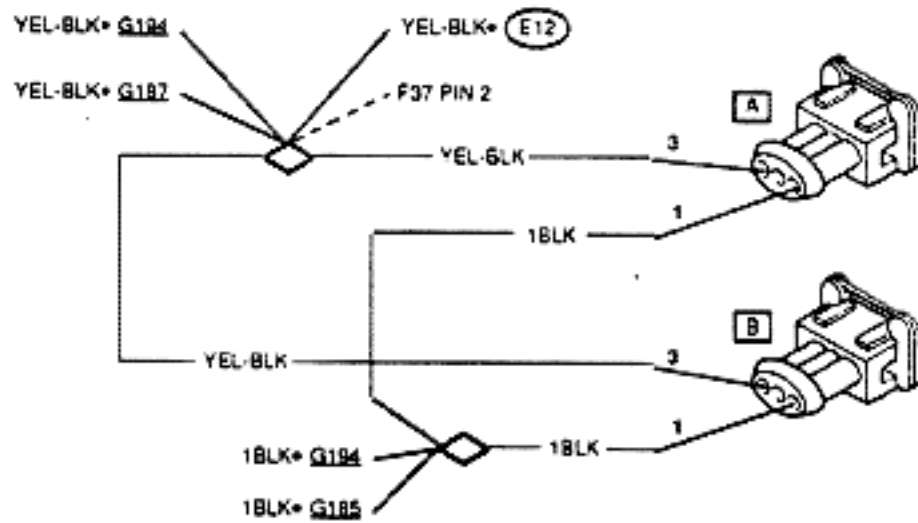 YEL-BLK• G194
YEL-BLK• E12
YEL-BLK• G187
F37 PIN 2
A
YEL-BLK
3
1
1BLK
B
YEL-BLK
3
1
1BLK• G194
1BLK
1BLK• G185